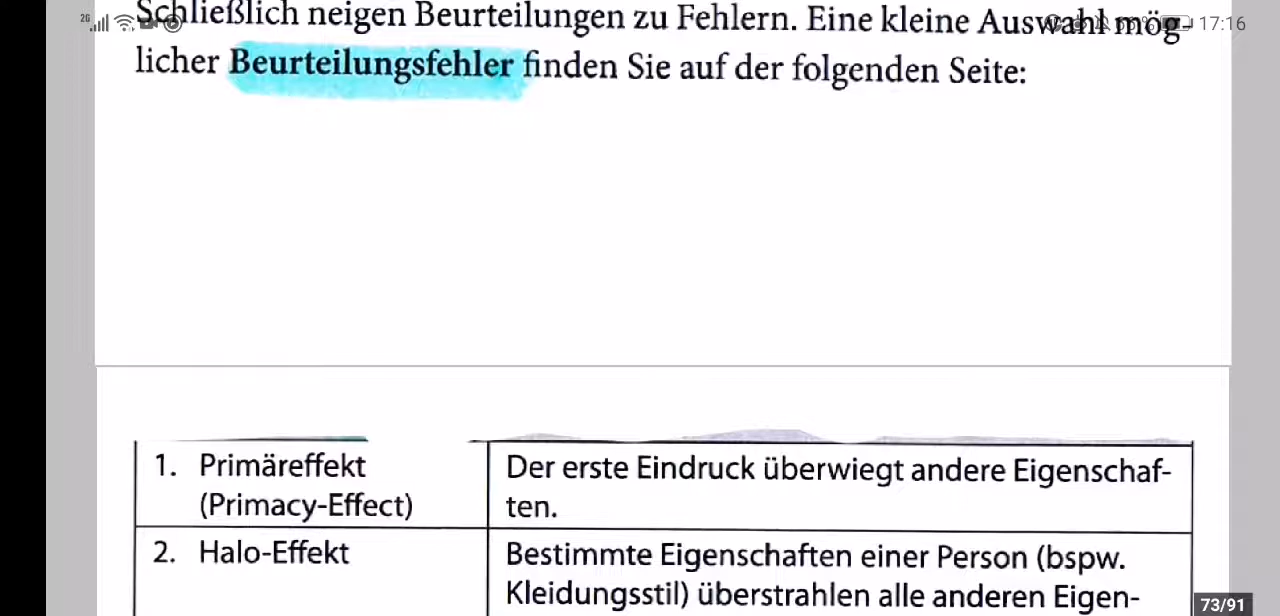 Schließlich neigen Beurteilungen zu Fehlern. Eine kleine Auswahl mög-
17:16
licher Beurteilungsfehler finden Sie auf der folgenden Seite:
1. Primäreffekt
(Primacy-Effect)
Der erste Eindruck überwiegt andere Eigenschaf-
ten.
2. Halo-Effekt
Bestimmte Eigenschaften einer Person (bspw.
Kleidungsstil) überstrahlen alle anderen Eigen-
73/91